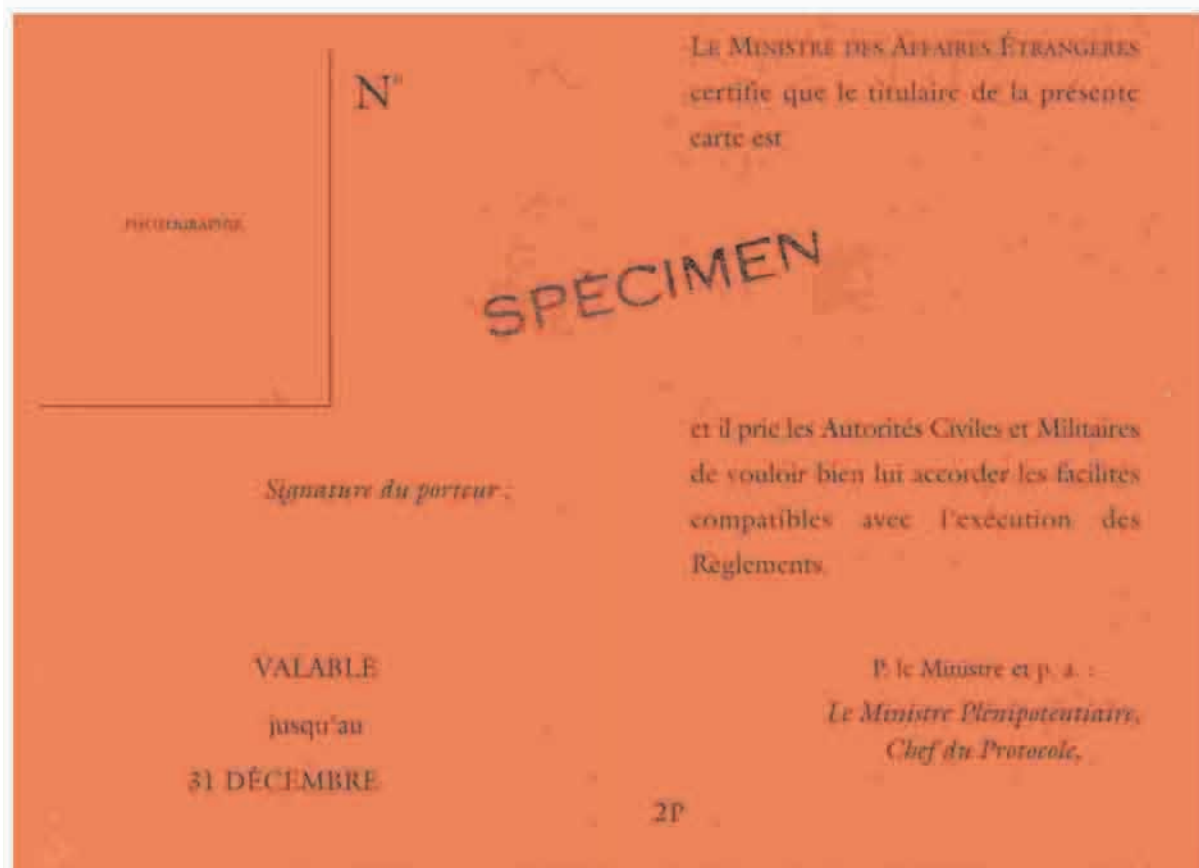 N°
PHOTOGRAPHIE
Signature du porteur :
VALABLE
jusqu'au
31 DÉCEMBRE
LE MINISTRE DES AFFAIRES ÉTRANGERES
certifie que le titulaire de la présente
carte est
SPÉCIMEN
et il prie les Autorités Civiles et Militaires
de vouloir bien lui accorder les facilités
compatibles avec l'exécution des
Règlements.
P. le Ministre et p. a. :
Le Ministre Plénipotentiaire,
Chef du Protocole,
2P